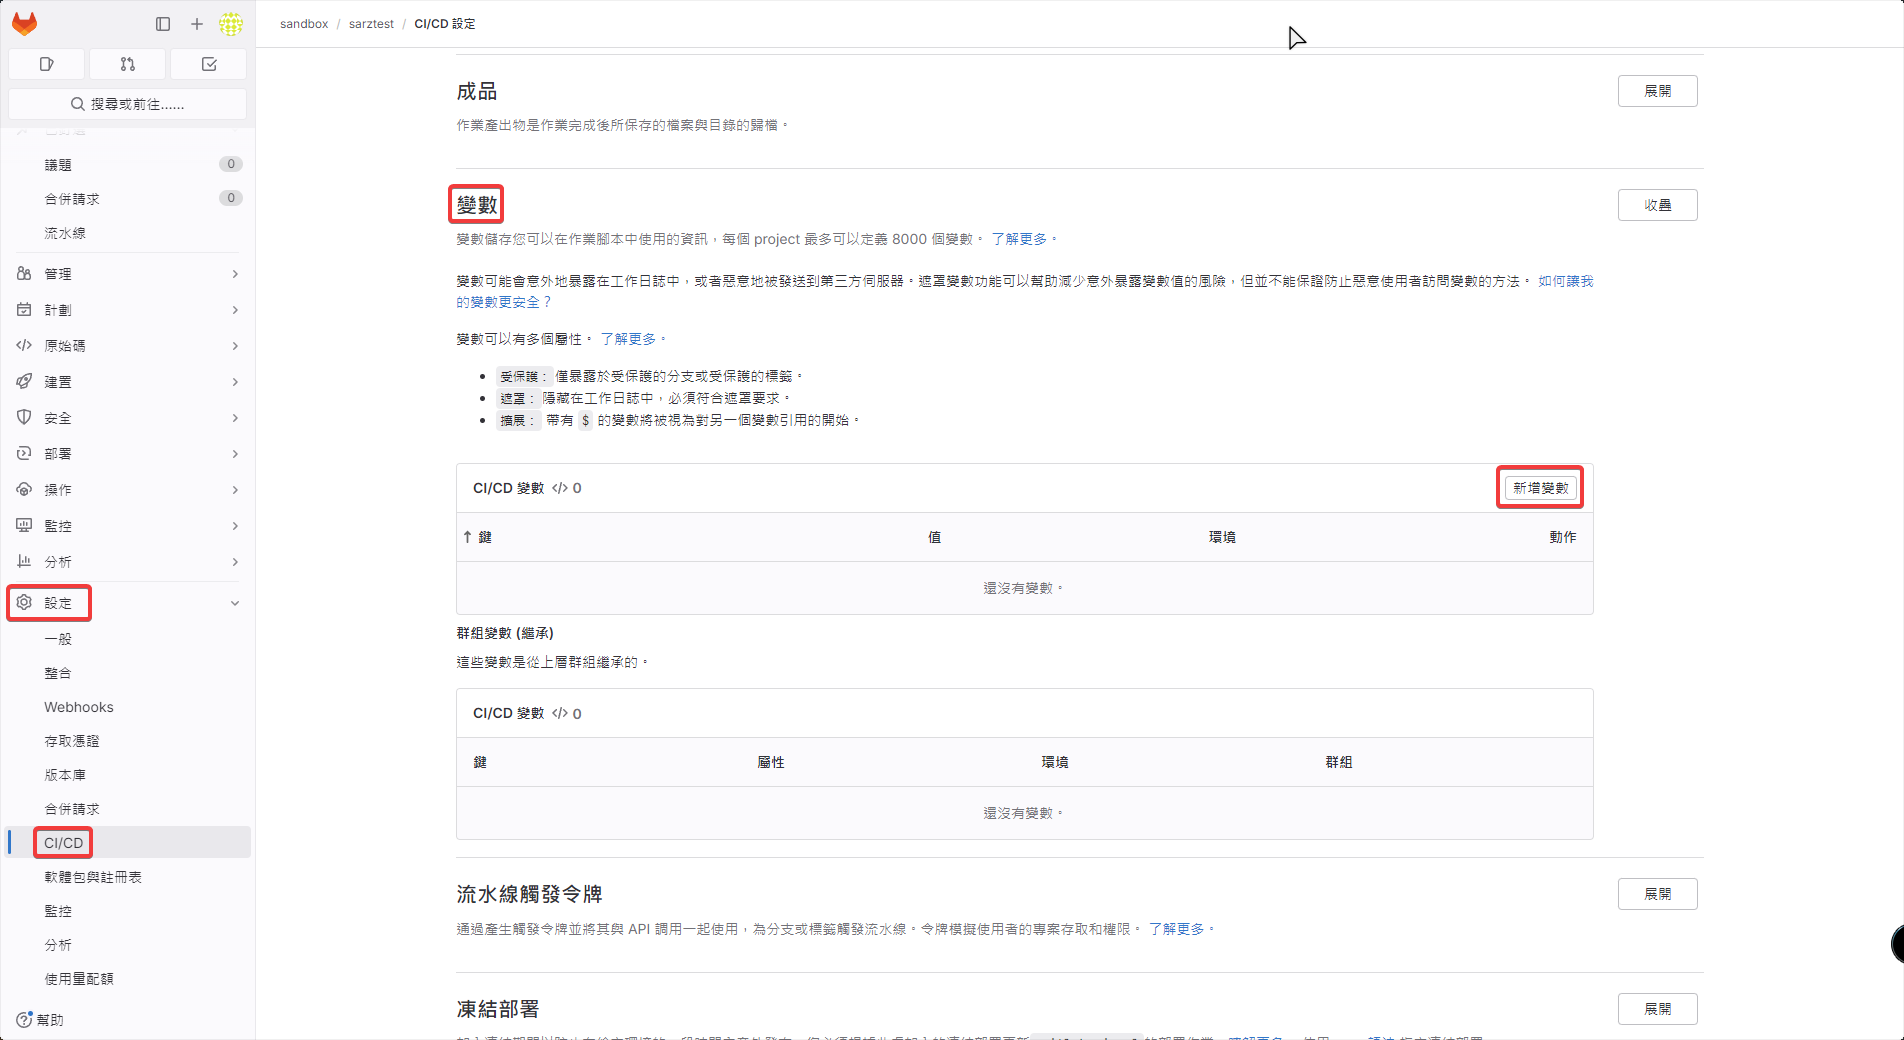 sandbox / sarztest / CI/CD 設定
搜尋或前往......
議題 0
合併請求 0
流水線
管理
計劃
原始碼
建置
安全
部署
操作
監控
分析
設定
一般
整合
Webhooks
存取憑證
版本庫
合併請求
CI/CD
軟體包與註冊表
監控
分析
使用量配額
幫助
成品
展開
作業產出物是作業完成後所保存的檔案與目錄的歸檔。
變數
收疊
變數儲存您可以在作業腳本中使用的資訊，每個 project 最多可以定義 8000 個變數。 了解更多。
變數可能會意外地暴露在工作日誌中，或者惡意地被發送到第三方伺服器。遮罩變數功能可以幫助減少意外暴露變數值的風險，但並不能保證防止惡意使用者訪問變數的方法。 如何讓我
的變數更安全？
變數可以有多個屬性。 了解更多。
受保護： 僅暴露於受保護的分支或受保護的標籤。
遮罩： 隱藏在工作日誌中，必須符合遮罩要求。
擴展： 帶有 $ 的變數將被視為對另一個變數引用的開始。
CI/CD 變數 </> 0
新增變數
↑ 鍵 值 環境 動作
還沒有變數。
群組變數 (繼承)
這些變數是從上層群組繼承的。
CI/CD 變數 </> 0
鍵 屬性 環境 群組
還沒有變數。
流水線觸發令牌
展開
通過產生觸發令牌並將其與 API 調用一起使用，為分支或標籤觸發流水線。令牌模擬使用者的專案存取和權限。 了解更多。
凍結部署
展開